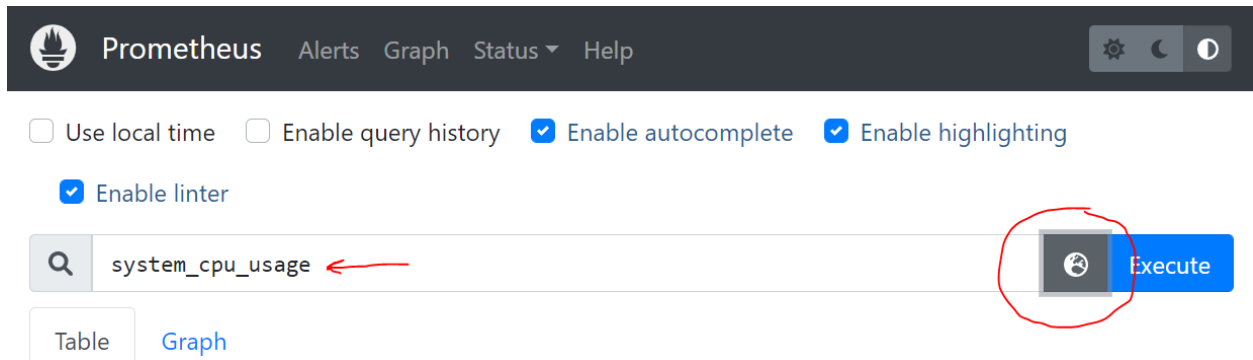 Prometheus Alerts Graph Status Help
Use local time Enable query history Enable autocomplete Enable highlighting
Enable linter
system_cpu_usage Execute
Table Graph